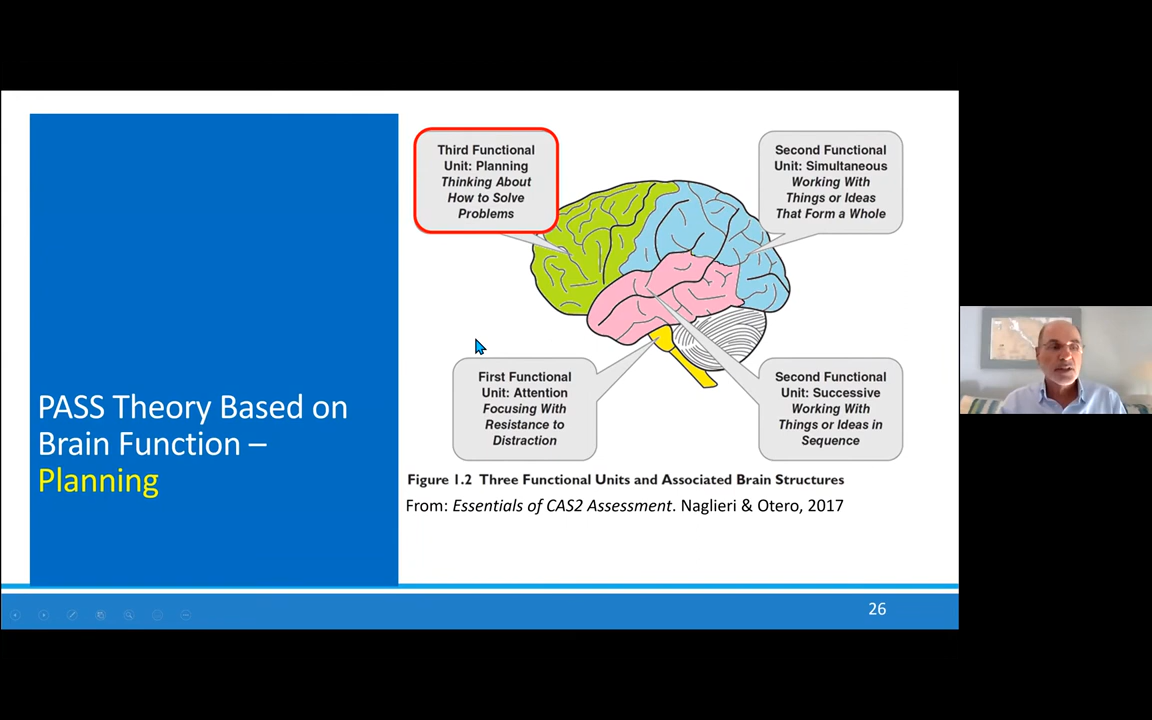 PASS Theory Based on
Brain Function –
Planning
Third Functional
Unit: Planning
Thinking About
How to Solve
Problems
Second Functional
Unit: Simultaneous
Working With
Things or Ideas
That Form a Whole
First Functional
Unit: Attention
Focusing With
Resistance to
Distraction
Second Functional
Unit: Successive
Working With
Things or Ideas in
Sequence
Figure 1.2 Three Functional Units and Associated Brain Structures
From: Essentials of CAS2 Assessment. Naglieri & Otero, 2017
26